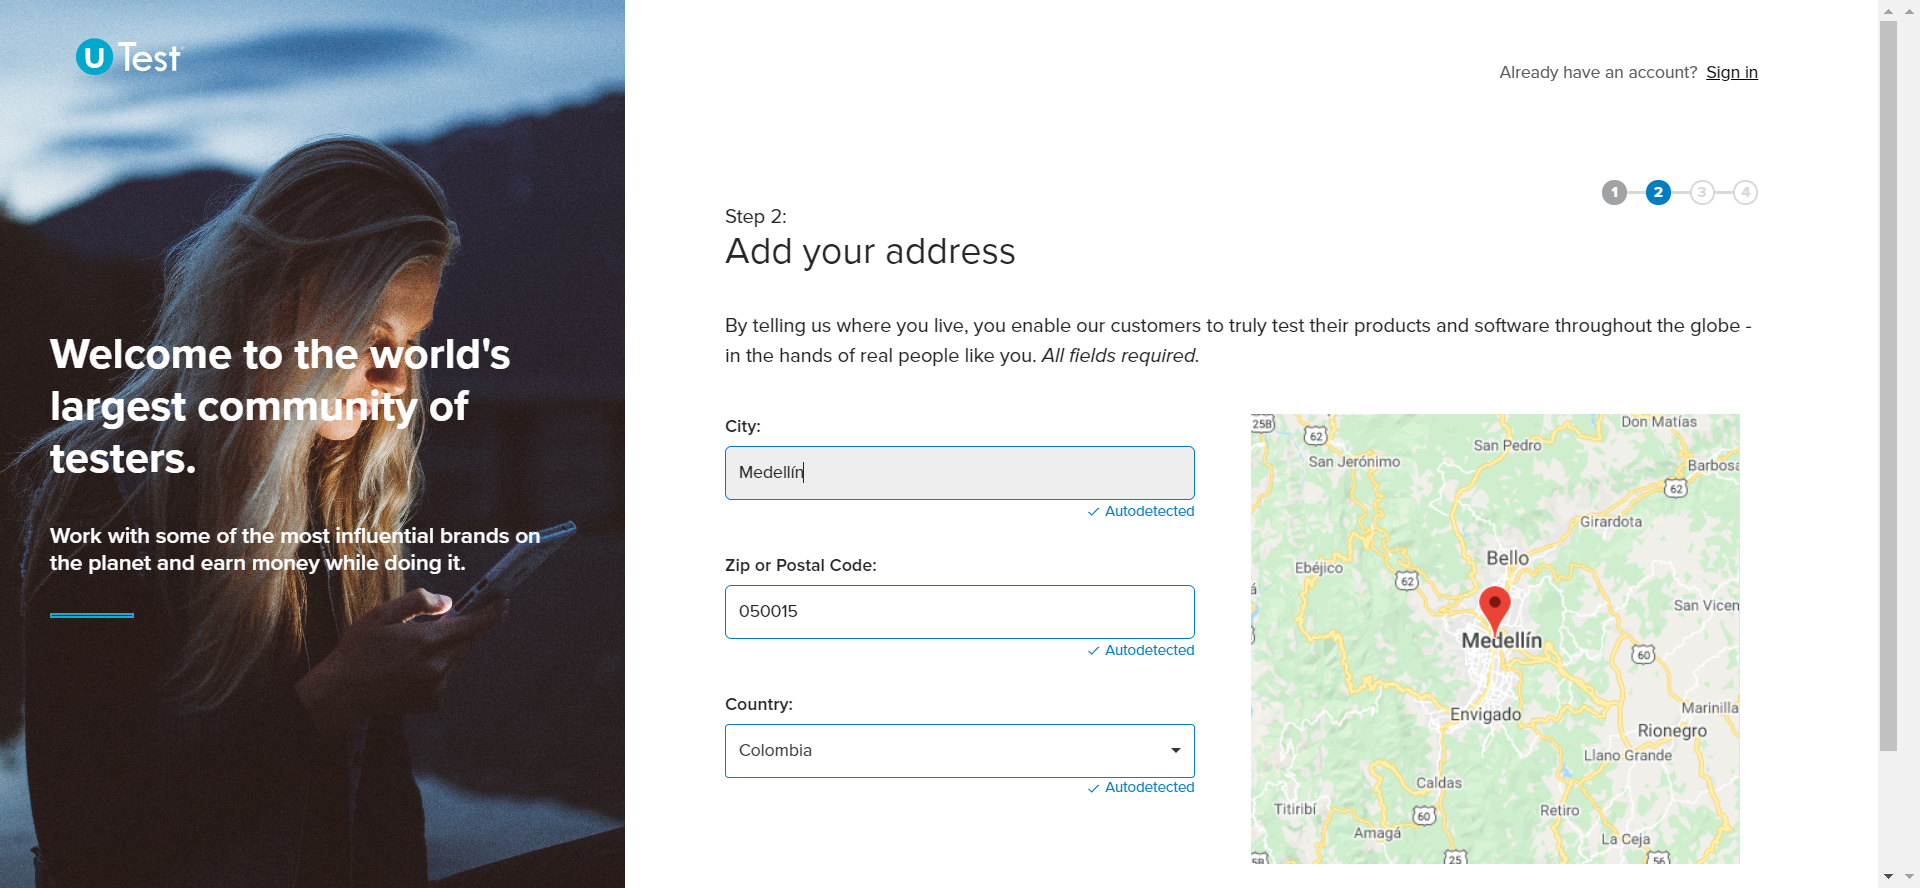 U Test
Already have an account? Sign in
1 2 3 4
Step 2:
Add your address
Welcome to the world's
largest community of
testers.
Work with some of the most influential brands on
the planet and earn money while doing it.
By telling us where you live, you enable our customers to truly test their products and software throughout the globe -
in the hands of real people like you. All fields required.
City:
Medellín
Autodetected
Zip or Postal Code:
050015
Autodetected
Country:
Colombia
Autodetected
25B
62
Don Matías
San Pedro
San Jerónimo
Barbosa
62
Girardota
Bello
Ebéjico
62
San Vicen
Medellín
60
Envigado
Marinilla
Rionegro
Llano Grande
Caldas
Titiribí
60
Retiro
Amagá
La Ceja
25
56